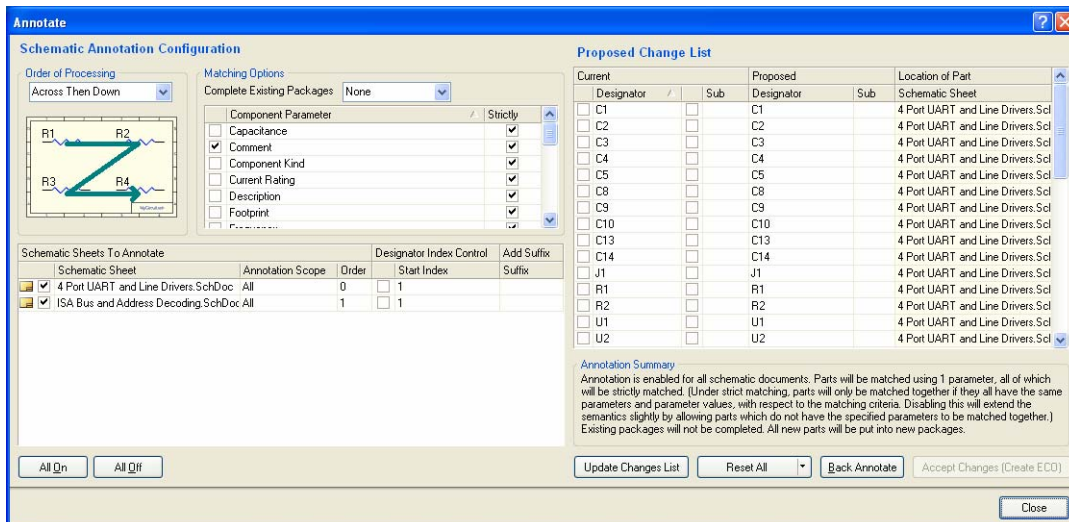 Annotate
Schematic Annotation Configuration
Order of Processing
Across Then Down
R1 R2
R3 R4
Matching Options
Complete Existing Packages None
Component Parameter Strictly
Capacitance
Comment
Component Kind
Current Rating
Description
Footprint
Schematic Sheets To Annotate Designator Index Control Add Suffix
Schematic Sheet Annotation Scope Order Start Index Suffix
4 Port UART and Line Drivers.SchDoc All 0 1
ISA Bus and Address Decoding.SchDoc All 1 1
All On All Off
Proposed Change List
Current Proposed Location of Part
Designator Sub Designator Sub Schematic Sheet
C1 C1 4 Port UART and Line Drivers.Scl
C2 C2 4 Port UART and Line Drivers.Scl
C3 C3 4 Port UART and Line Drivers.Scl
C4 C4 4 Port UART and Line Drivers.Scl
C5 C5 4 Port UART and Line Drivers.Scl
C8 C8 4 Port UART and Line Drivers.Scl
C9 C9 4 Port UART and Line Drivers.Scl
C10 C10 4 Port UART and Line Drivers.Scl
C13 C13 4 Port UART and Line Drivers.Scl
C14 C14 4 Port UART and Line Drivers.Scl
J1 J1 4 Port UART and Line Drivers.Scl
R1 R1 4 Port UART and Line Drivers.Scl
R2 R2 4 Port UART and Line Drivers.Scl
U1 U1 4 Port UART and Line Drivers.Scl
U2 U2 4 Port UART and Line Drivers.Scl
Annotation Summary
Annotation is enabled for all schematic documents. Parts will be matched using 1 parameter, all of which
will be strictly matched. (Under strict matching, parts will only be matched together if they all have the same
parameters and parameter values, with respect to the matching criteria. Disabling this will extend the
semantics slightly by allowing parts which do not have the specified parameters to be matched together.)
Existing packages will not be completed. All new parts will be put into new packages.
Update Changes List Reset All Back Annotate Accept Changes (Create ECO)
Close